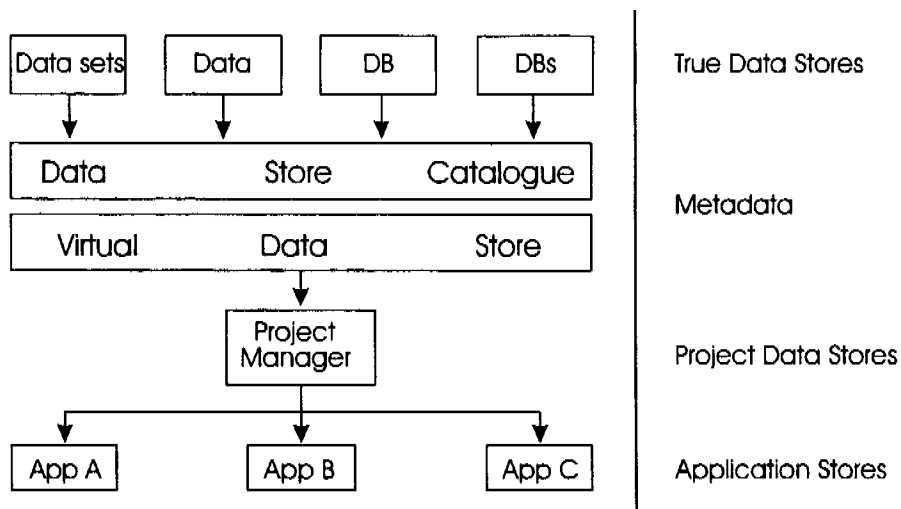 Data sets Data DB DBs True Data Stores
Data Store Catalogue
Metadata
Virtual Data Store
Project
Manager
Project Data Stores
App A App B App C Application Stores